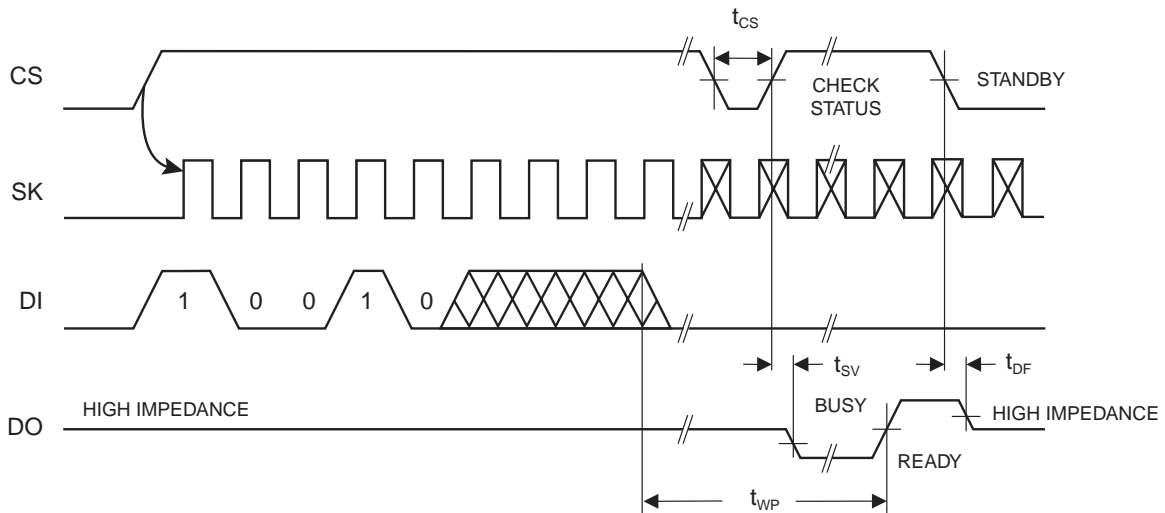 tCS
CS
CHECK
STATUS
STANDBY
SK
DI
1 0 0 1 0
tSV
tDF
HIGH IMPEDANCE
BUSY
DO
HIGH IMPEDANCE
READY
tWP